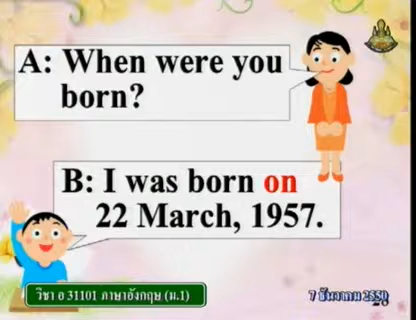 A: When were you
born?
B: I was born on
22 March, 1957.
วิชา อ 31101 ภาษาอังกฤษ (ม.1)
7 ธันวาคม 2550